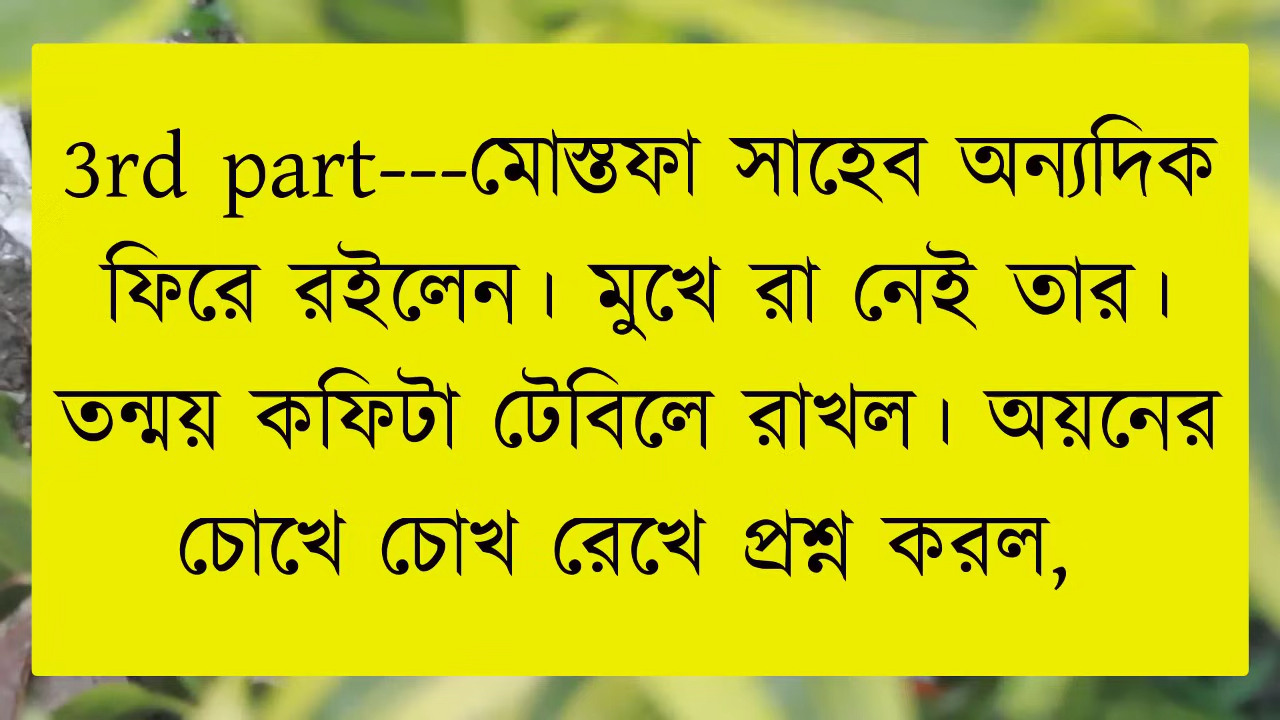 3rd part---মোস্তফা সাহেব অন্যদিক
ফিরে রইলেন। মুখে রা নেই তার।
তন্ময় কফিটা টেবিলে রাখল। অয়নের
চোখে চোখ রেখে প্রশ্ন করল,